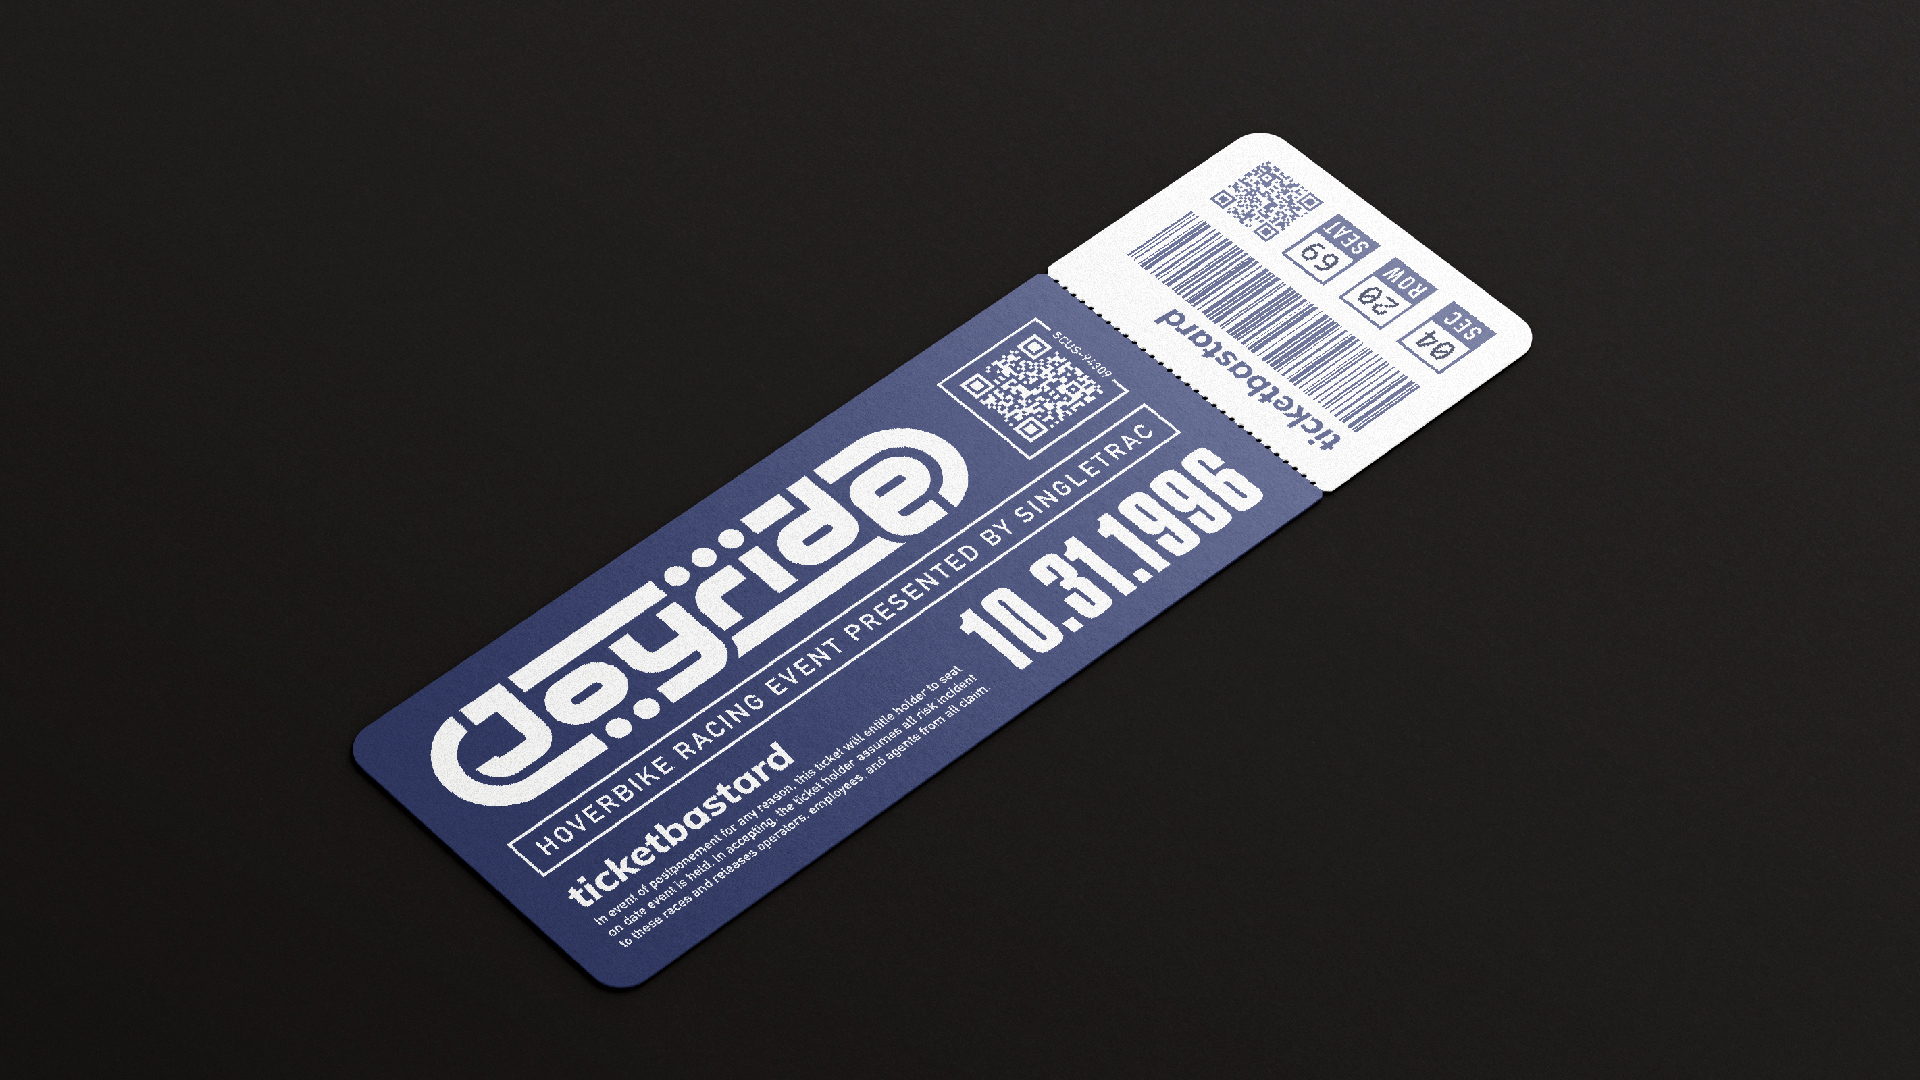 Joyride
SCUS-94309
HOVERBIKE RACING EVENT PRESENTED BY SINGLETRAC
ticketbastard
In event of postponement for any reason, this ticket will entitle holder to seat
on date event is held. In accepting, the ticket holder assumes all risk incident
to these races and releases operators, employees, and agents from all claim.
10.31.1996
ticketbastard
SEC
04
ROW
20
SEAT
69